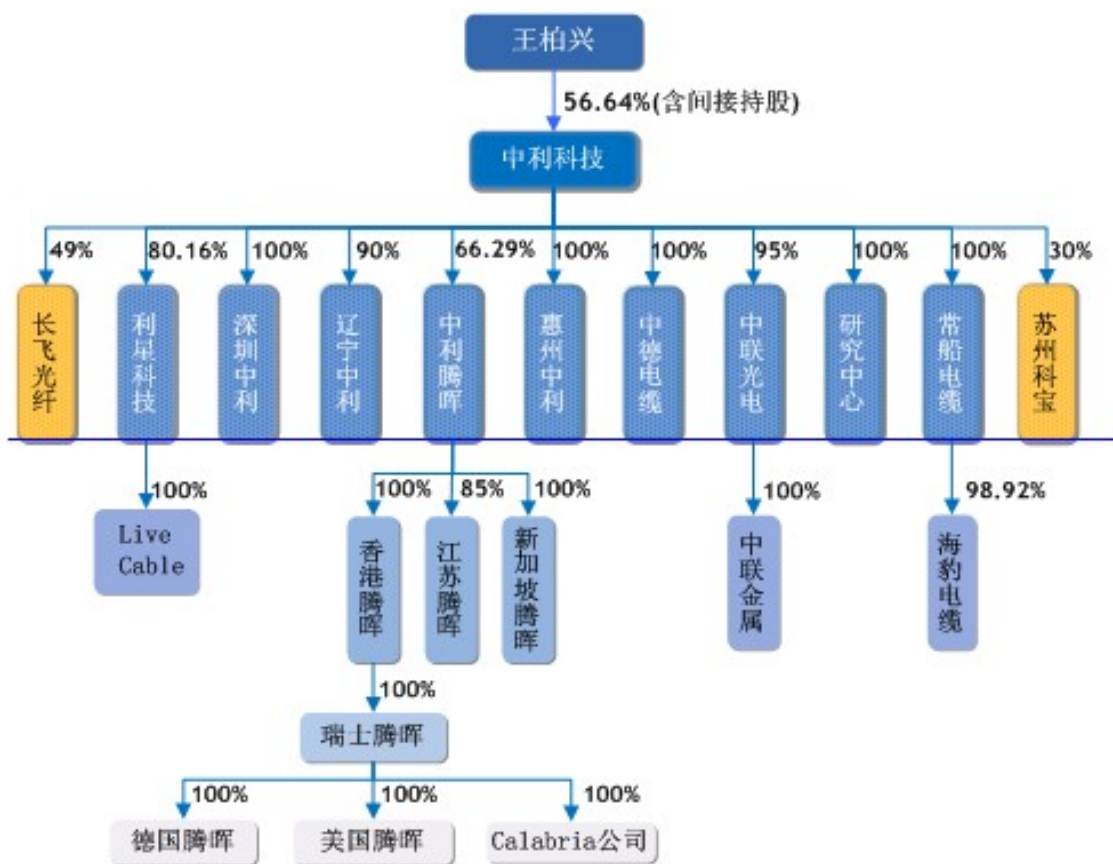 王柏兴
56.64%(含间接持股)
中利科技
49%
80.16%
100%
90%
66.29%
100%
100%
95%
100%
100%
30%
长飞光纤
利星科技
深圳中利
辽宁中利
中利腾晖
惠州中利
中德电缆
中联光电
研究中心
常船电缆
苏州科宝
100%
100%
85%
100%
100%
98.92%
Live
Cable
香港腾晖
江苏腾晖
新加坡腾晖
中联金属
海豹电缆
100%
瑞士腾晖
100%
100%
100%
德国腾晖
美国腾晖
Calabria公司